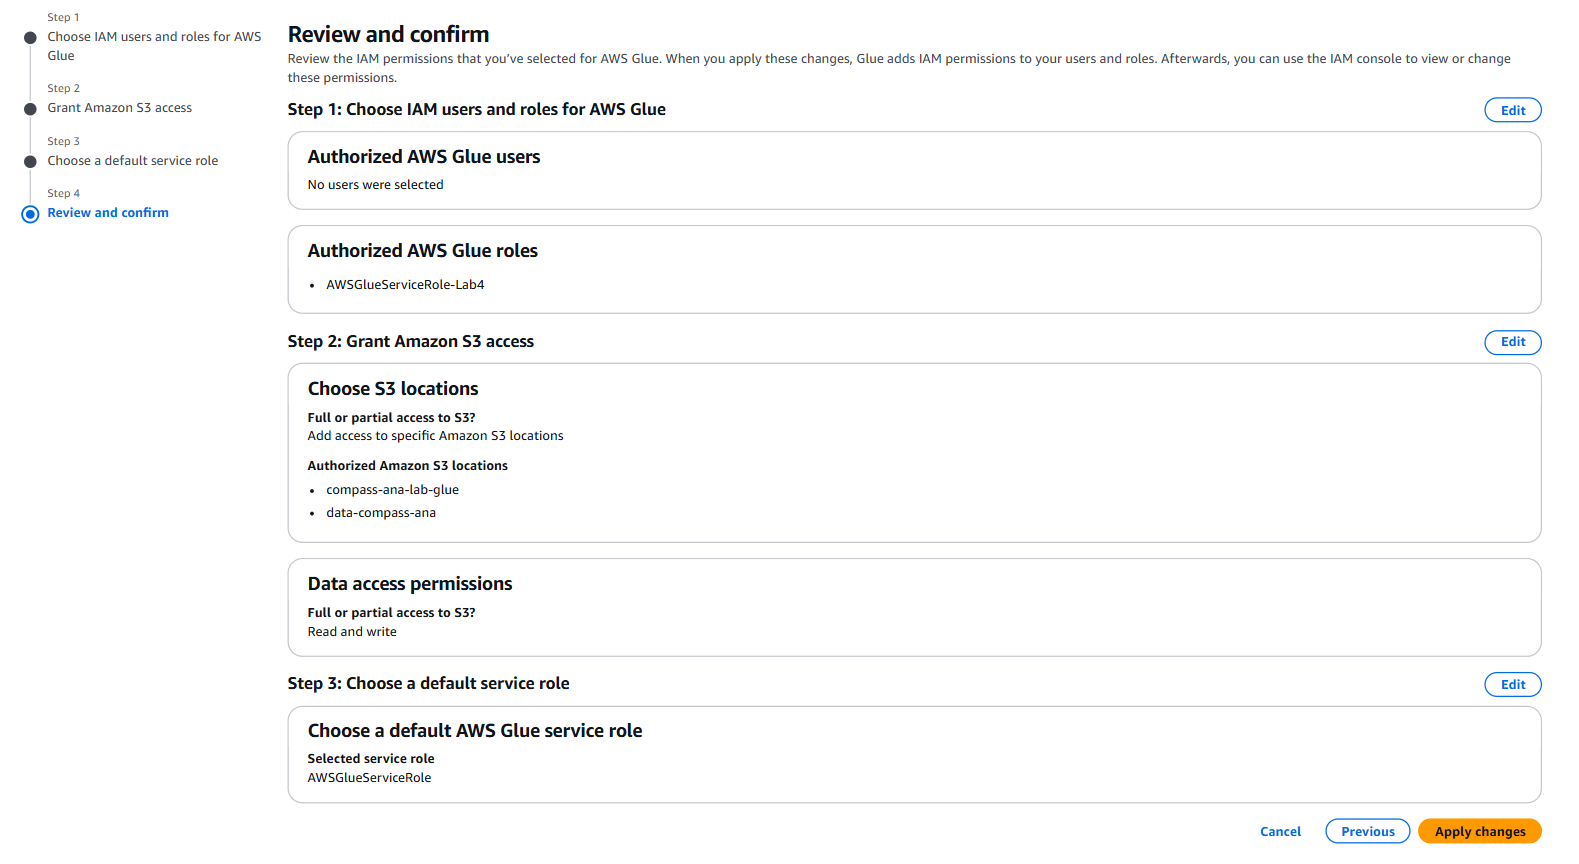 Step 1
Choose IAM users and roles for AWS
Glue
Step 2
Grant Amazon S3 access
Step 3
Choose a default service role
Step 4
Review and confirm
Review and confirm
Review the IAM permissions that you've selected for AWS Glue. When you apply these changes, Glue adds IAM permissions to your users and roles. Afterwards, you can use the IAM console to view or change
these permissions.
Step 1: Choose IAM users and roles for AWS Glue
Edit
Authorized AWS Glue users
No users were selected
Authorized AWS Glue roles
• AWSGlueServiceRole-Lab4
Step 2: Grant Amazon S3 access
Edit
Choose S3 locations
Full or partial access to S3?
Add access to specific Amazon S3 locations
Authorized Amazon S3 locations
• compass-ana-lab-glue
• data-compass-ana
Data access permissions
Full or partial access to S3?
Read and write
Step 3: Choose a default service role
Edit
Choose a default AWS Glue service role
Selected service role
AWSGlueServiceRole
Cancel
Previous
Apply changes